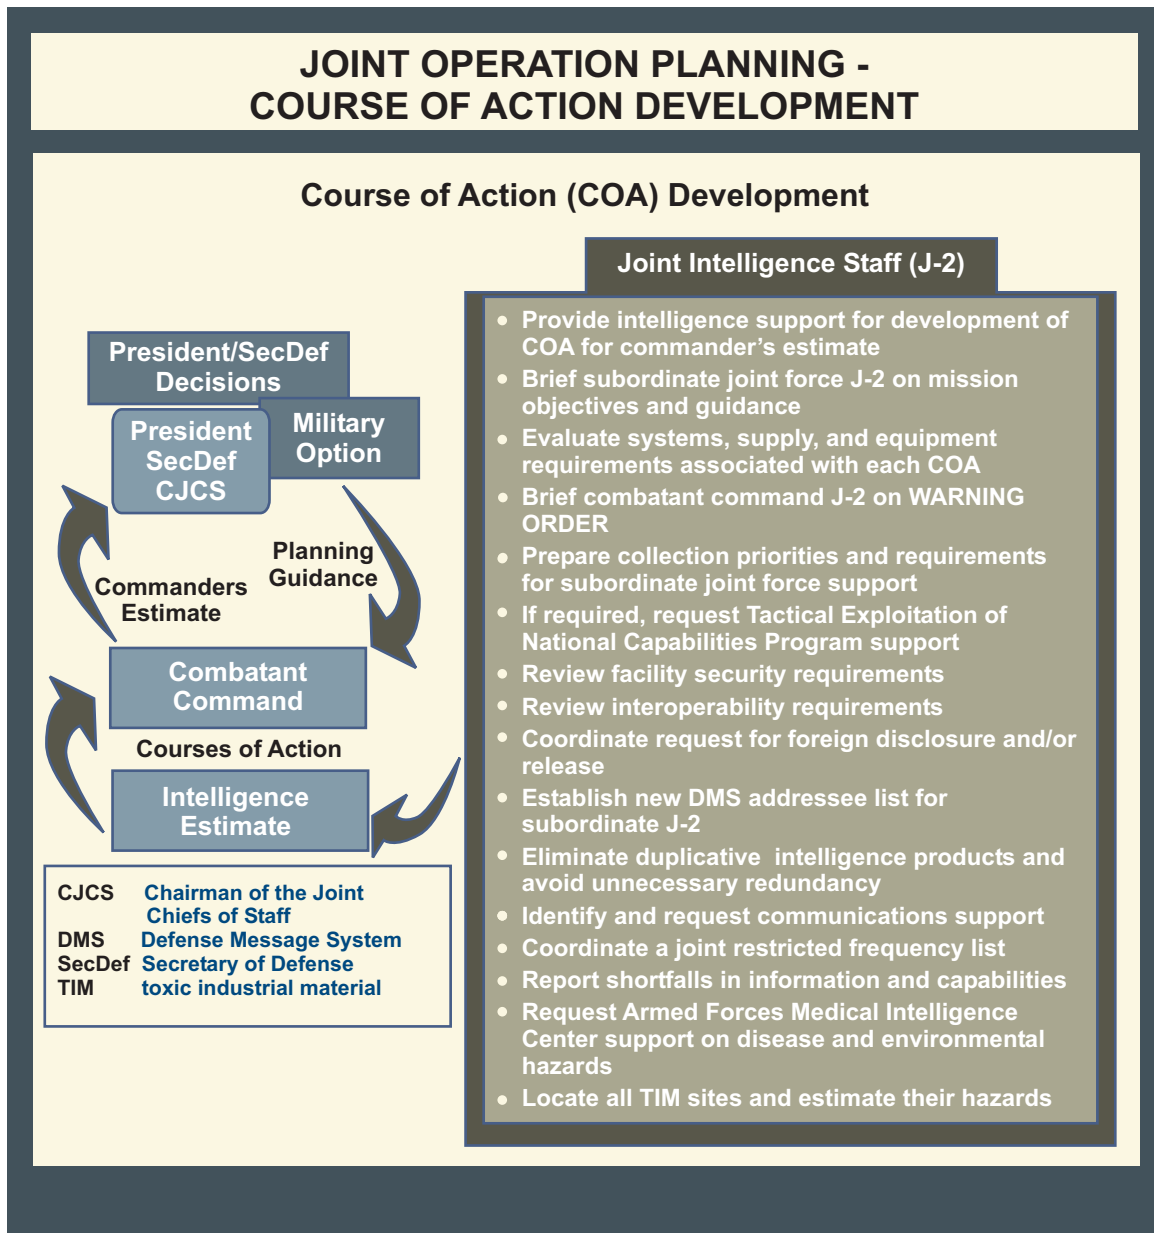 JOINT OPERATION PLANNING -
COURSE OF ACTION DEVELOPMENT
Course of Action (COA) Development
President/SecDef
Decisions
President
SecDef
CJCS
Military
Option
Planning
Guidance
Commanders
Estimate
Combatant
Command
Courses of Action
Intelligence
Estimate
CJCS Chairman of the Joint
Chiefs of Staff
DMS Defense Message System
SecDef Secretary of Defense
TIM toxic industrial material
Joint Intelligence Staff (J-2)
• Provide intelligence support for development of
COA for commander’s estimate
• Brief subordinate joint force J-2 on mission
objectives and guidance
• Evaluate systems, supply, and equipment
requirements associated with each COA
• Brief combatant command J-2 on WARNING
ORDER
• Prepare collection priorities and requirements
for subordinate joint force support
• If required, request Tactical Exploitation of
National Capabilities Program support
• Review facility security requirements
• Review interoperability requirements
• Coordinate request for foreign disclosure and/or
release
• Establish new DMS addressee list for
subordinate J-2
• Eliminate duplicative intelligence products and
avoid unnecessary redundancy
• Identify and request communications support
• Coordinate a joint restricted frequency list
• Report shortfalls in information and capabilities
• Request Armed Forces Medical Intelligence
Center support on disease and environmental
hazards
• Locate all TIM sites and estimate their hazards